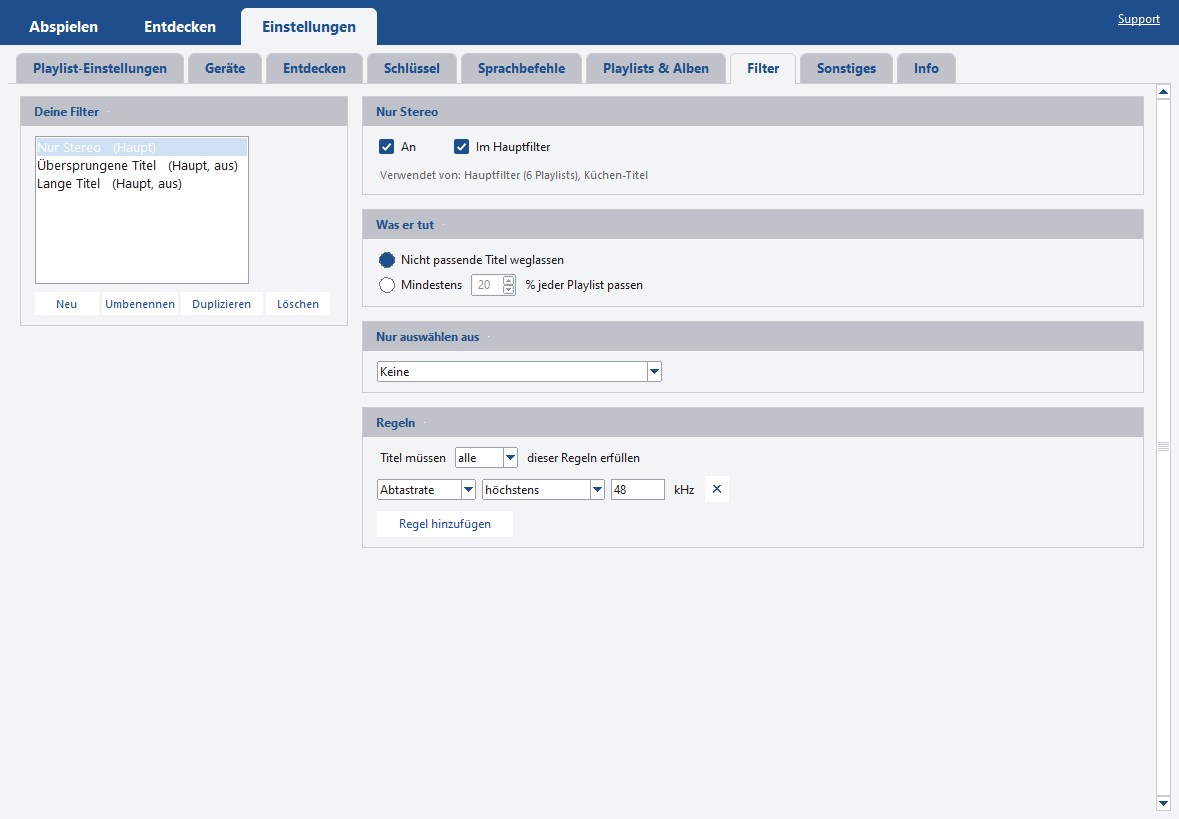 Abspielen Entdecken Einstellungen Support
Playlist-Einstellungen Geräte Entdecken Schlüssel Sprachbefehle Playlists & Alben Filter Sonstiges Info
Deine Filter
Nur Stereo (Haupt)
Übersprungene Titel (Haupt, aus)
Lange Titel (Haupt, aus)
Neu Umbenennen Duplizieren Löschen
Nur Stereo
An Im Hauptfilter
Verwendet von: Hauptfilter (6 Playlists), Küchen-Titel
Was er tut
Nicht passende Titel weglassen
Mindestens 20 % jeder Playlist passen
Nur auswählen aus
Keine
Regeln
Titel müssen alle dieser Regeln erfüllen
Abtastrate höchstens 48 kHz ✕
Regel hinzufügen